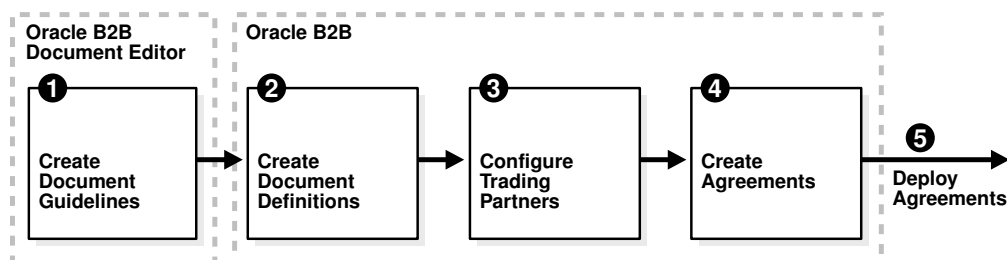 Oracle B2B
Document Editor
Oracle B2B
1
Create
Document
Guidelines
2
Create
Document
Definitions
3
Configure
Trading
Partners
4
Create
Agreements
5
Deploy
Agreements